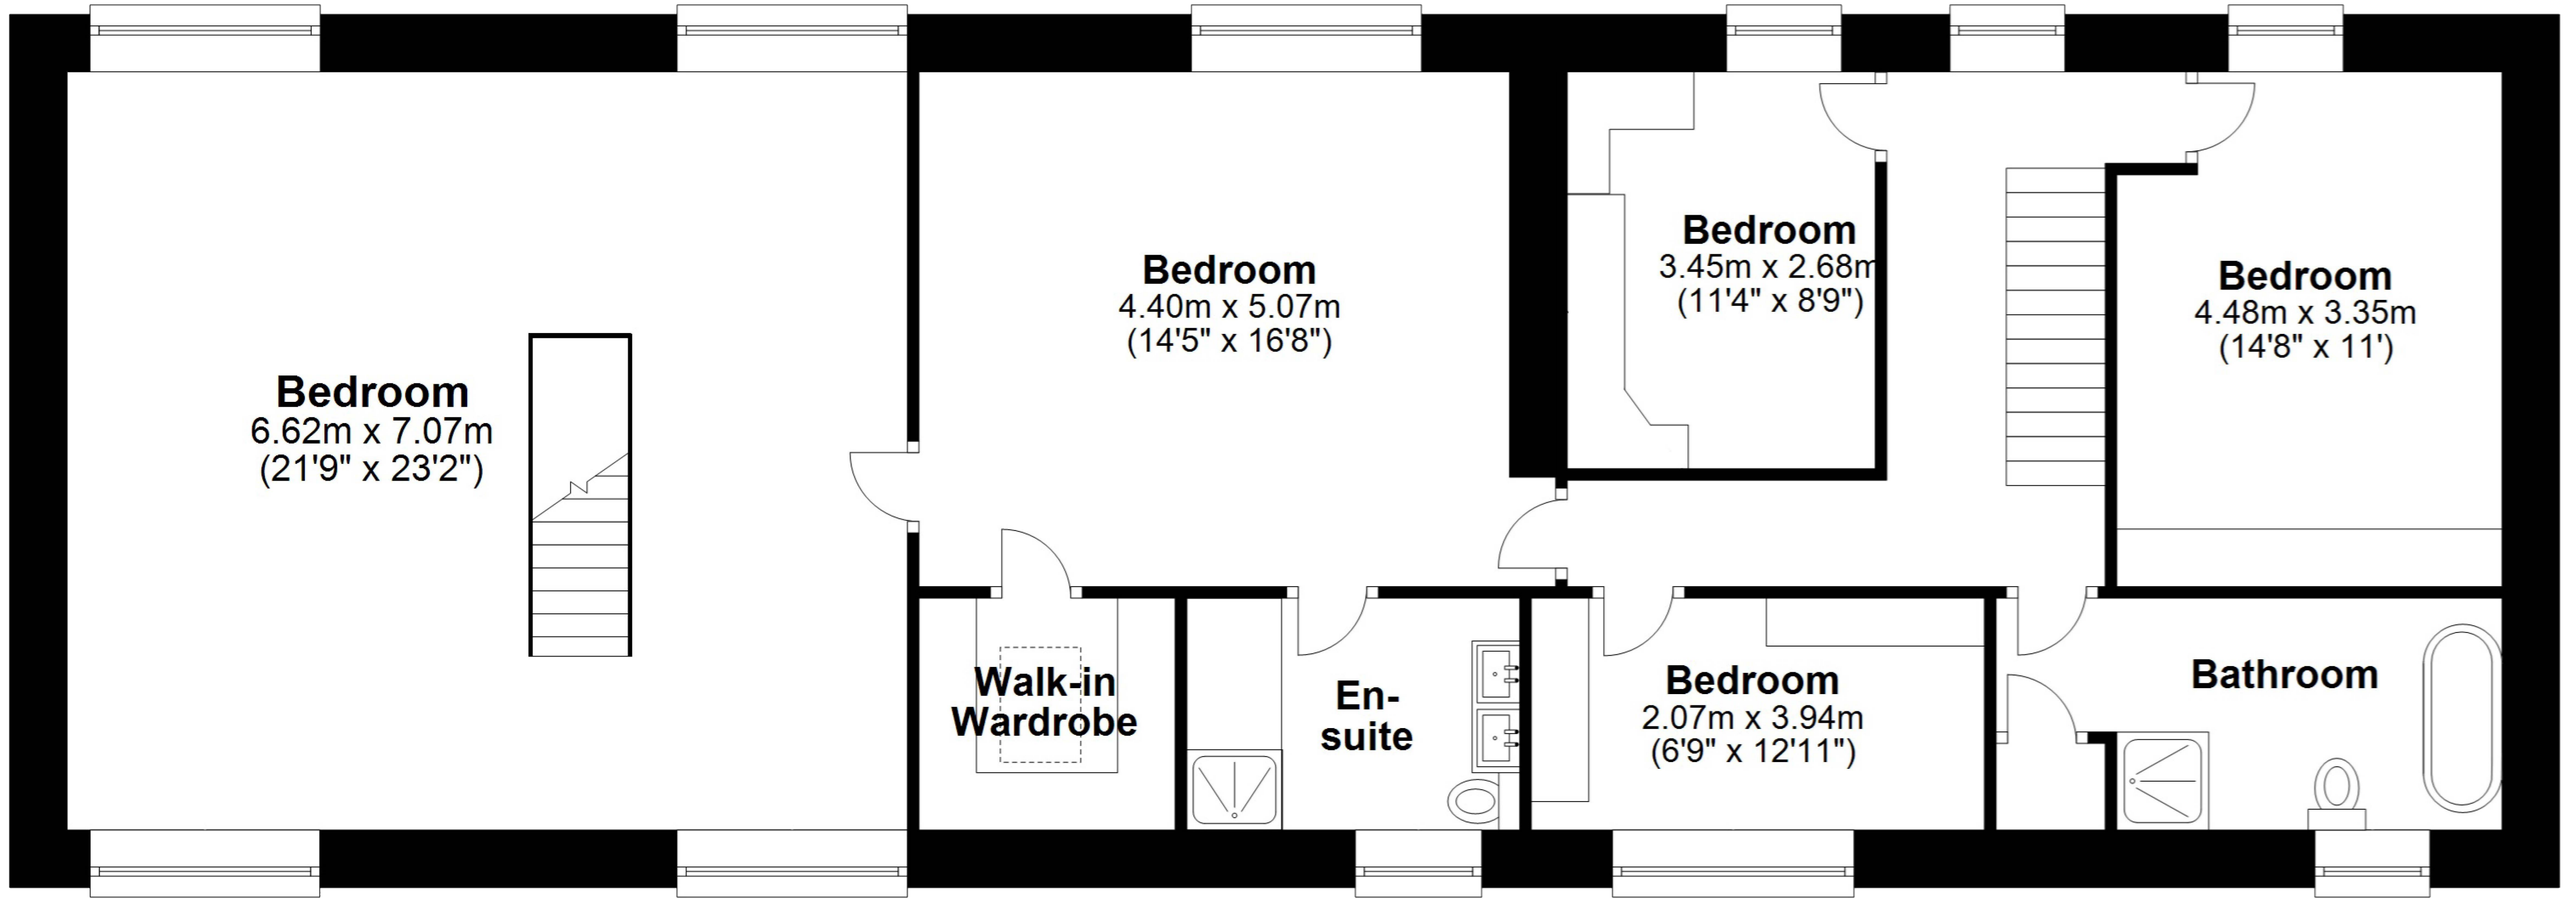 Bedroom
6.62m x 7.07m
(21'9" x 23'2")
Bedroom
4.40m x 5.07m
(14'5" x 16'8")
Bedroom
3.45m x 2.68m
(11'4" x 8'9")
Bedroom
4.48m x 3.35m
(14'8" x 11')
Walk-in
Wardrobe
En-
suite
Bedroom
2.07m x 3.94m
(6'9" x 12'11")
Bathroom